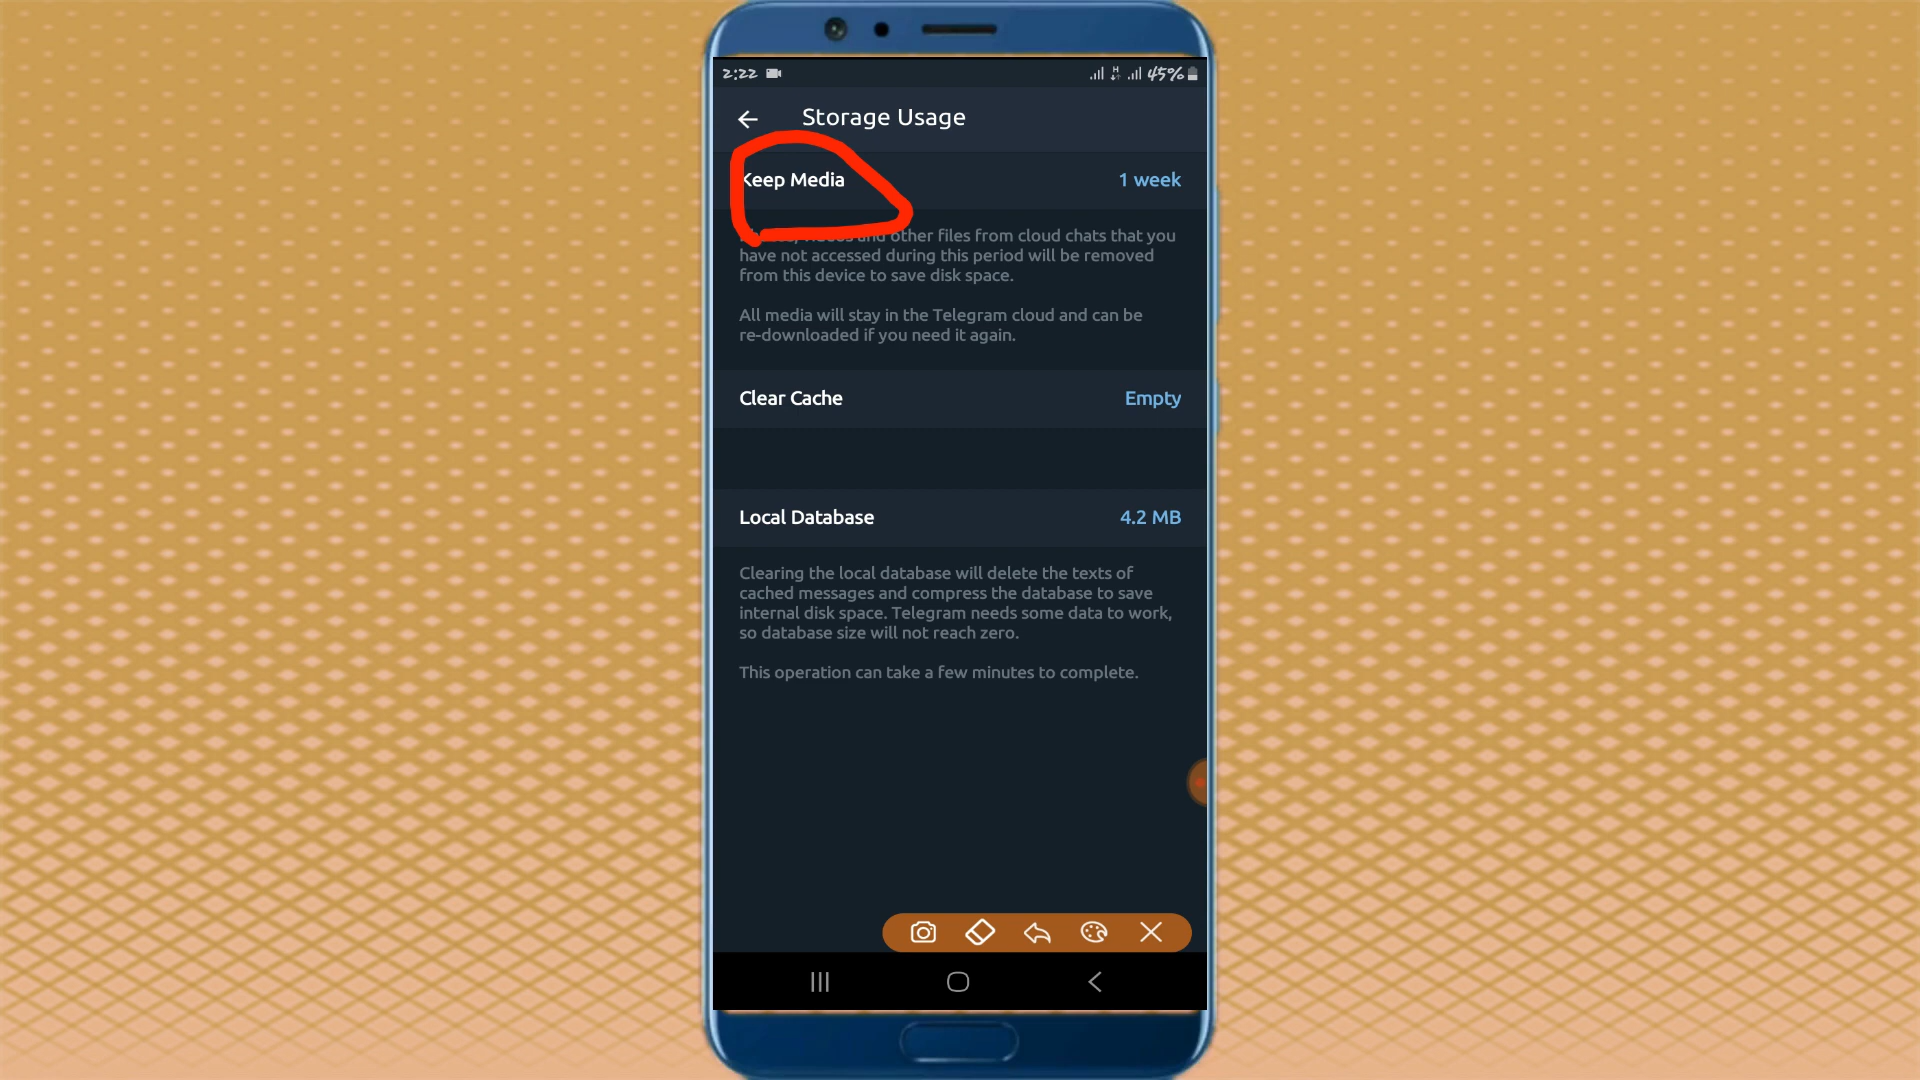 2:22 45%
Storage Usage
Keep Media 1 week
other files from cloud chats that you
have not accessed during this period will be removed
from this device to save disk space.
All media will stay in the Telegram cloud and can be
re-downloaded if you need it again.
Clear Cache Empty
Local Database 4.2 MB
Clearing the local database will delete the texts of
cached messages and compress the database to save
internal disk space. Telegram needs some data to work,
so database size will not reach zero.
This operation can take a few minutes to complete.